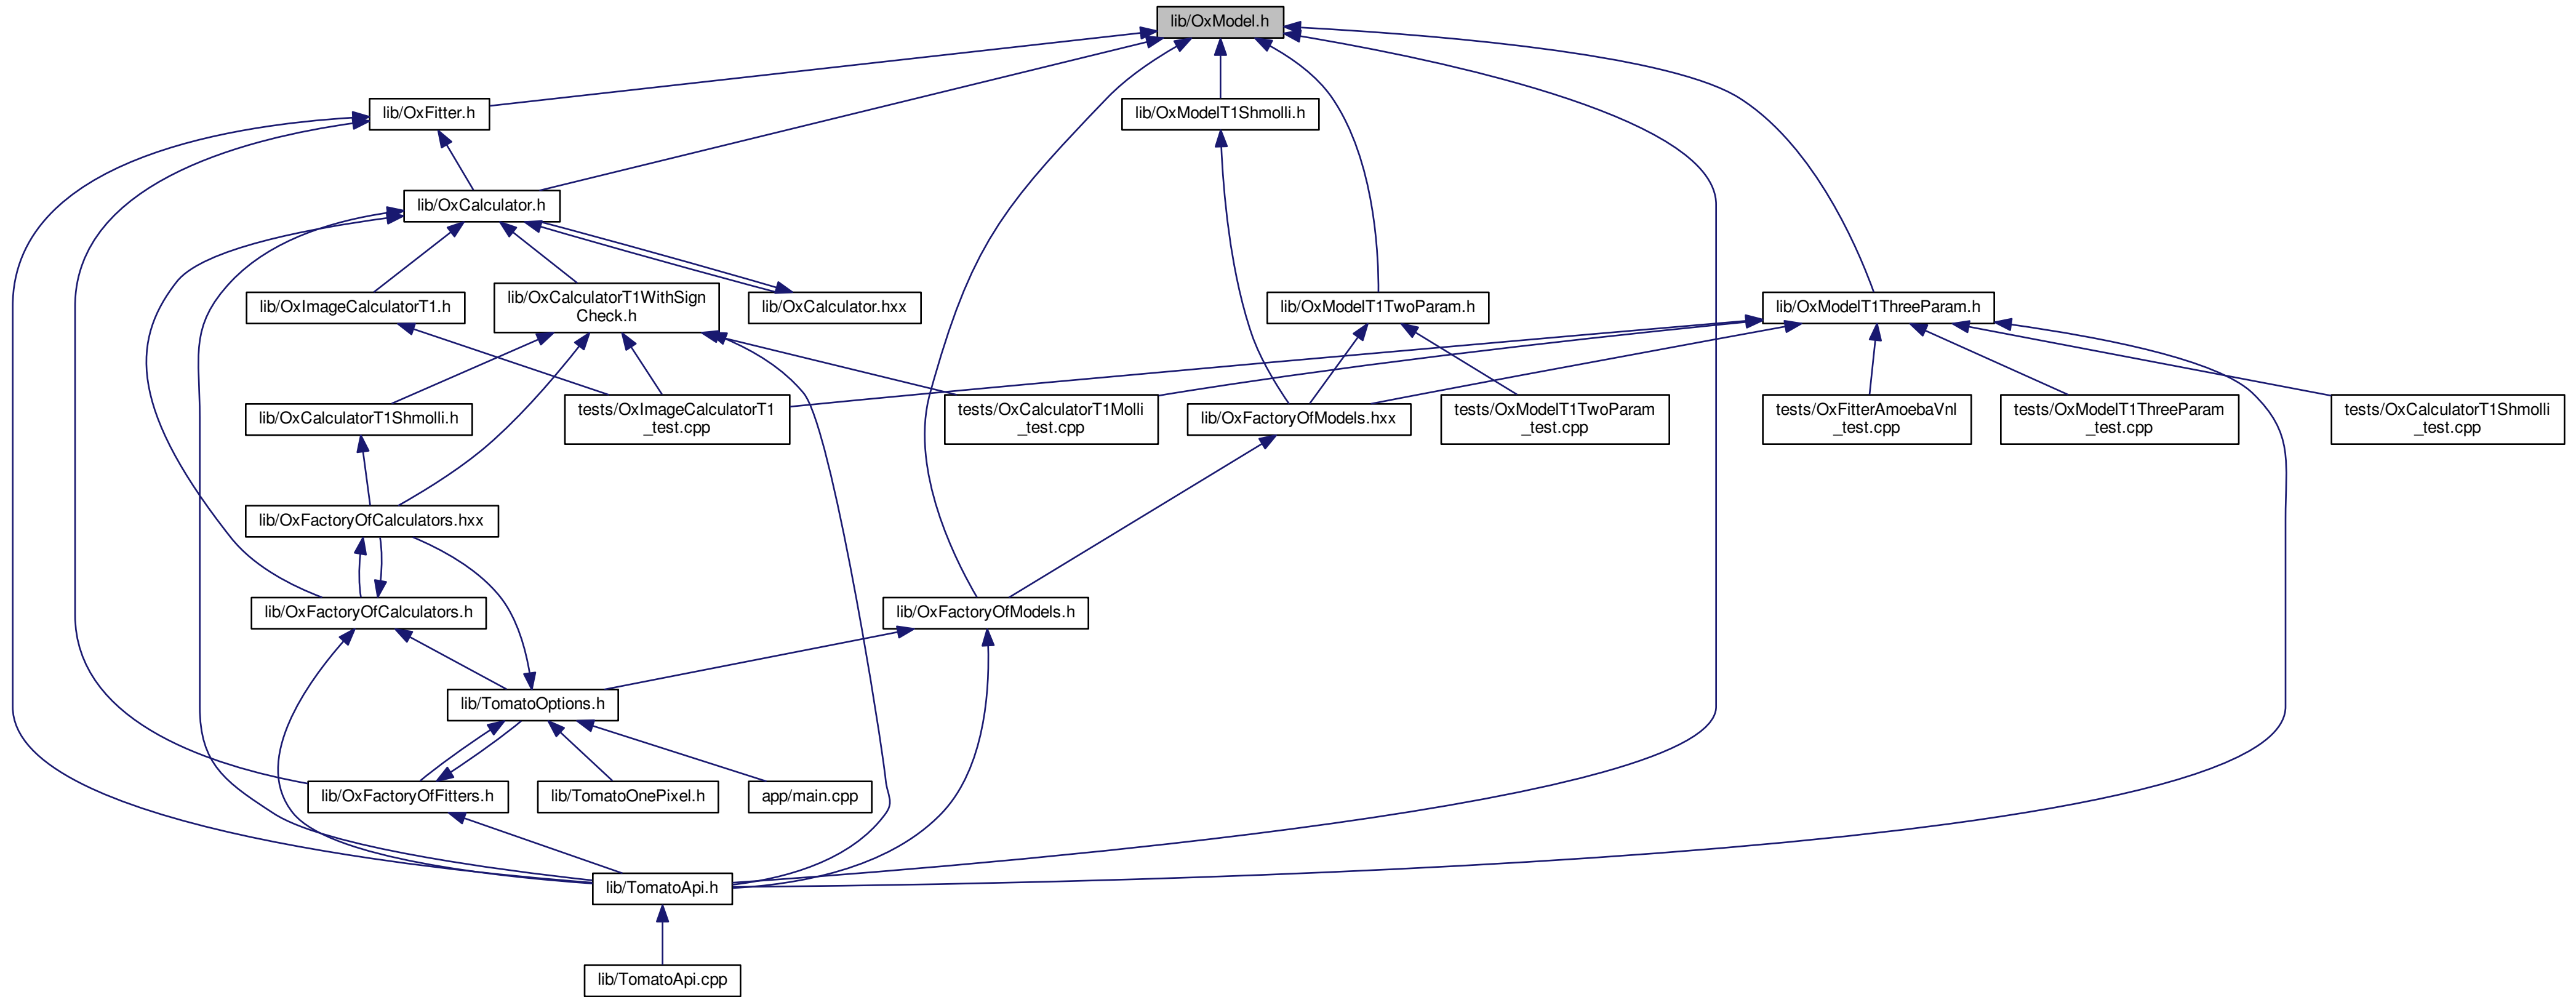 lib/OxModel.h
lib/OxFitter.h
lib/OxModelT1Shmolli.h
lib/OxCalculator.h
lib/OxImageCalculatorT1.h
lib/OxCalculatorT1WithSign
Check.h
lib/OxCalculator.hxx
lib/OxModelT1TwoParam.h
lib/OxModelT1ThreeParam.h
lib/OxCalculatorT1Shmolli.h
tests/OxImageCalculatorT1
_test.cpp
tests/OxCalculatorT1Molli
_test.cpp
lib/OxFactoryOfModels.hxx
tests/OxModelT1TwoParam
_test.cpp
tests/OxFitterAmoebaVnl
_test.cpp
tests/OxModelT1ThreeParam
_test.cpp
tests/OxCalculatorT1Shmolli
_test.cpp
lib/OxFactoryOfCalculators.hxx
lib/OxFactoryOfCalculators.h
lib/OxFactoryOfModels.h
lib/TomatoOptions.h
lib/OxFactoryOfFitters.h
lib/TomatoOnePixel.h
app/main.cpp
lib/TomatoApi.h
lib/TomatoApi.cpp